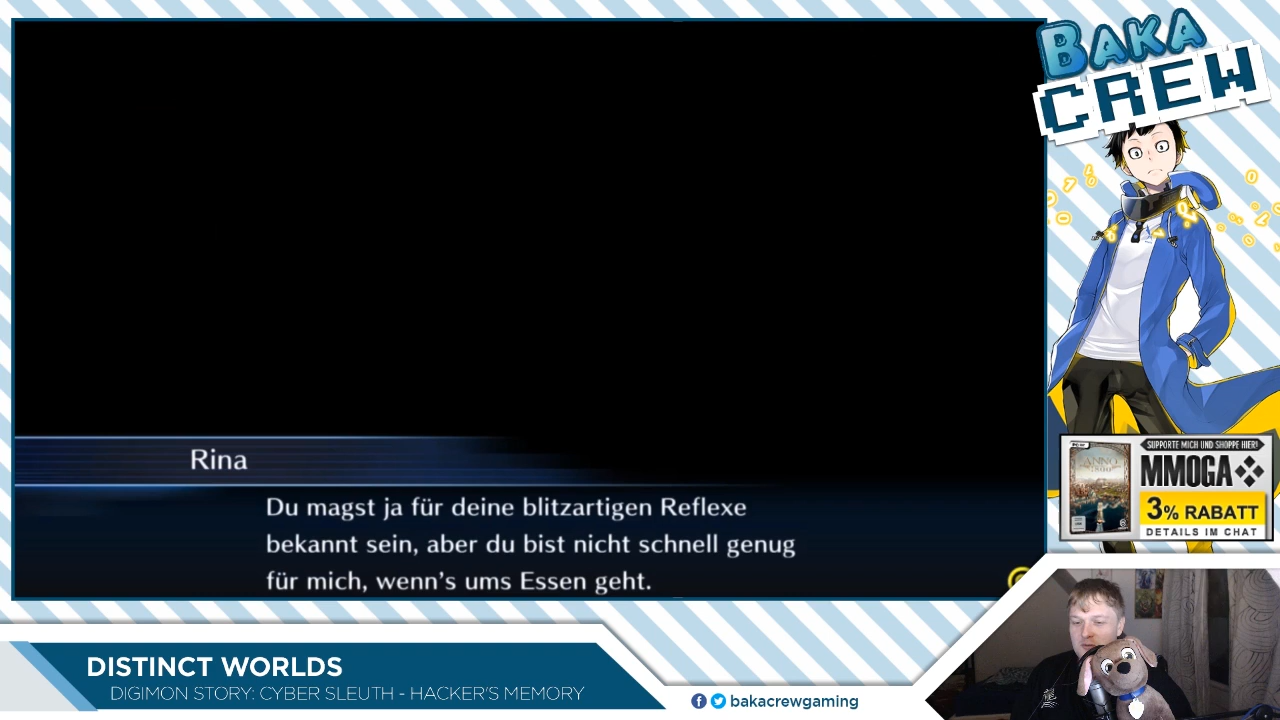 BAKA
CREW
Rina
Du magst ja für deine blitzartigen Reflexe
bekannt sein, aber du bist nicht schnell genug
für mich, wenn's ums Essen geht.
SUPPORTE MICH UND SHOPPE HIER!
ANNO
1800
MMOGA
3% RABATT
DETAILS IM CHAT
DISTINCT WORLDS
DIGIMON STORY: CYBER SLEUTH - HACKER'S MEMORY
bakacrewgaming